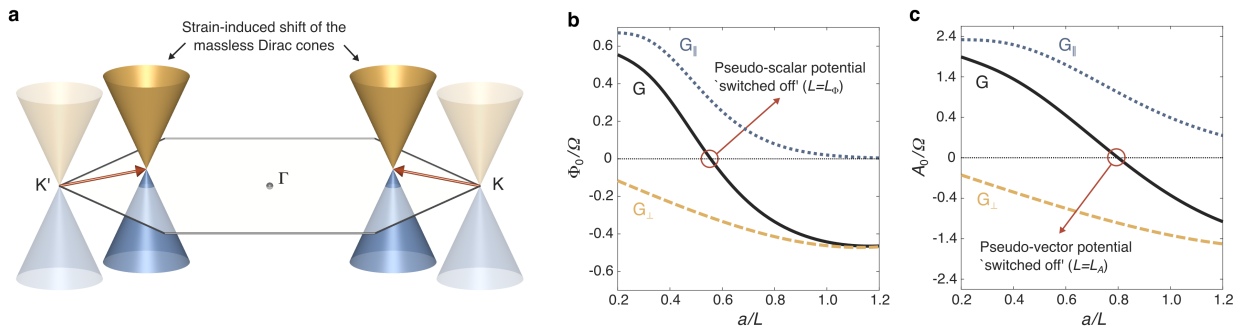 a
Strain-induced shift of the
massless Dirac cones
K'
Γ
K
b
0.6
0.4
0.2
0
-0.2
-0.4
-0.6
Φ₀/Ω
G∥
G
G⊥
Pseudo-scalar potential
`switched off' (L=L_Φ)
0.2
0.4
0.6
0.8
1.0
1.2
a/L
c
2.4
1.4
0.4
0
-0.4
-1.4
-2.4
A₀/Ω
G∥
G
G⊥
Pseudo-vector potential
`switched off' (L=L_A)
0.2
0.4
0.6
0.8
1.0
1.2
a/L